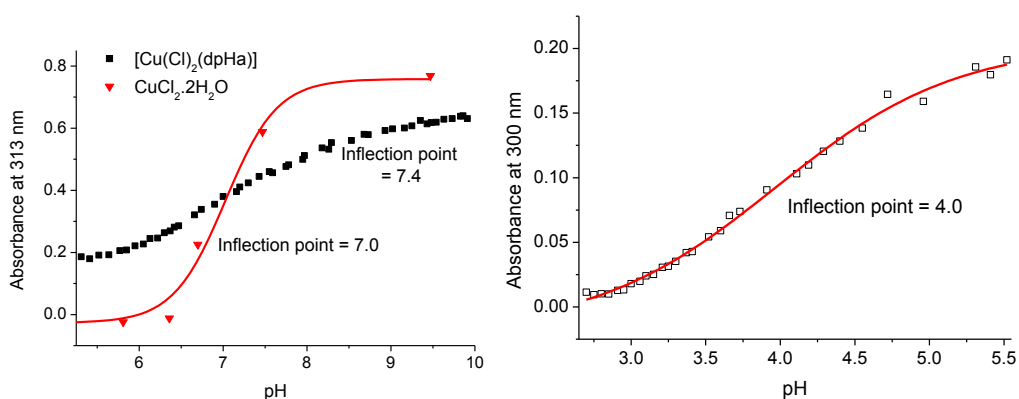 [Cu(Cl)₂(dpHa)]
CuCl₂.2H₂O
0.8
0.6
0.4
0.2
0.0
Absorbance at 313 nm
Inflection point
= 7.4
Inflection point = 7.0
6
7
8
9
10
pH
0.20
0.15
0.10
0.05
0.00
Absorbance at 300 nm
Inflection point = 4.0
3.0
3.5
4.0
4.5
5.0
5.5
pH